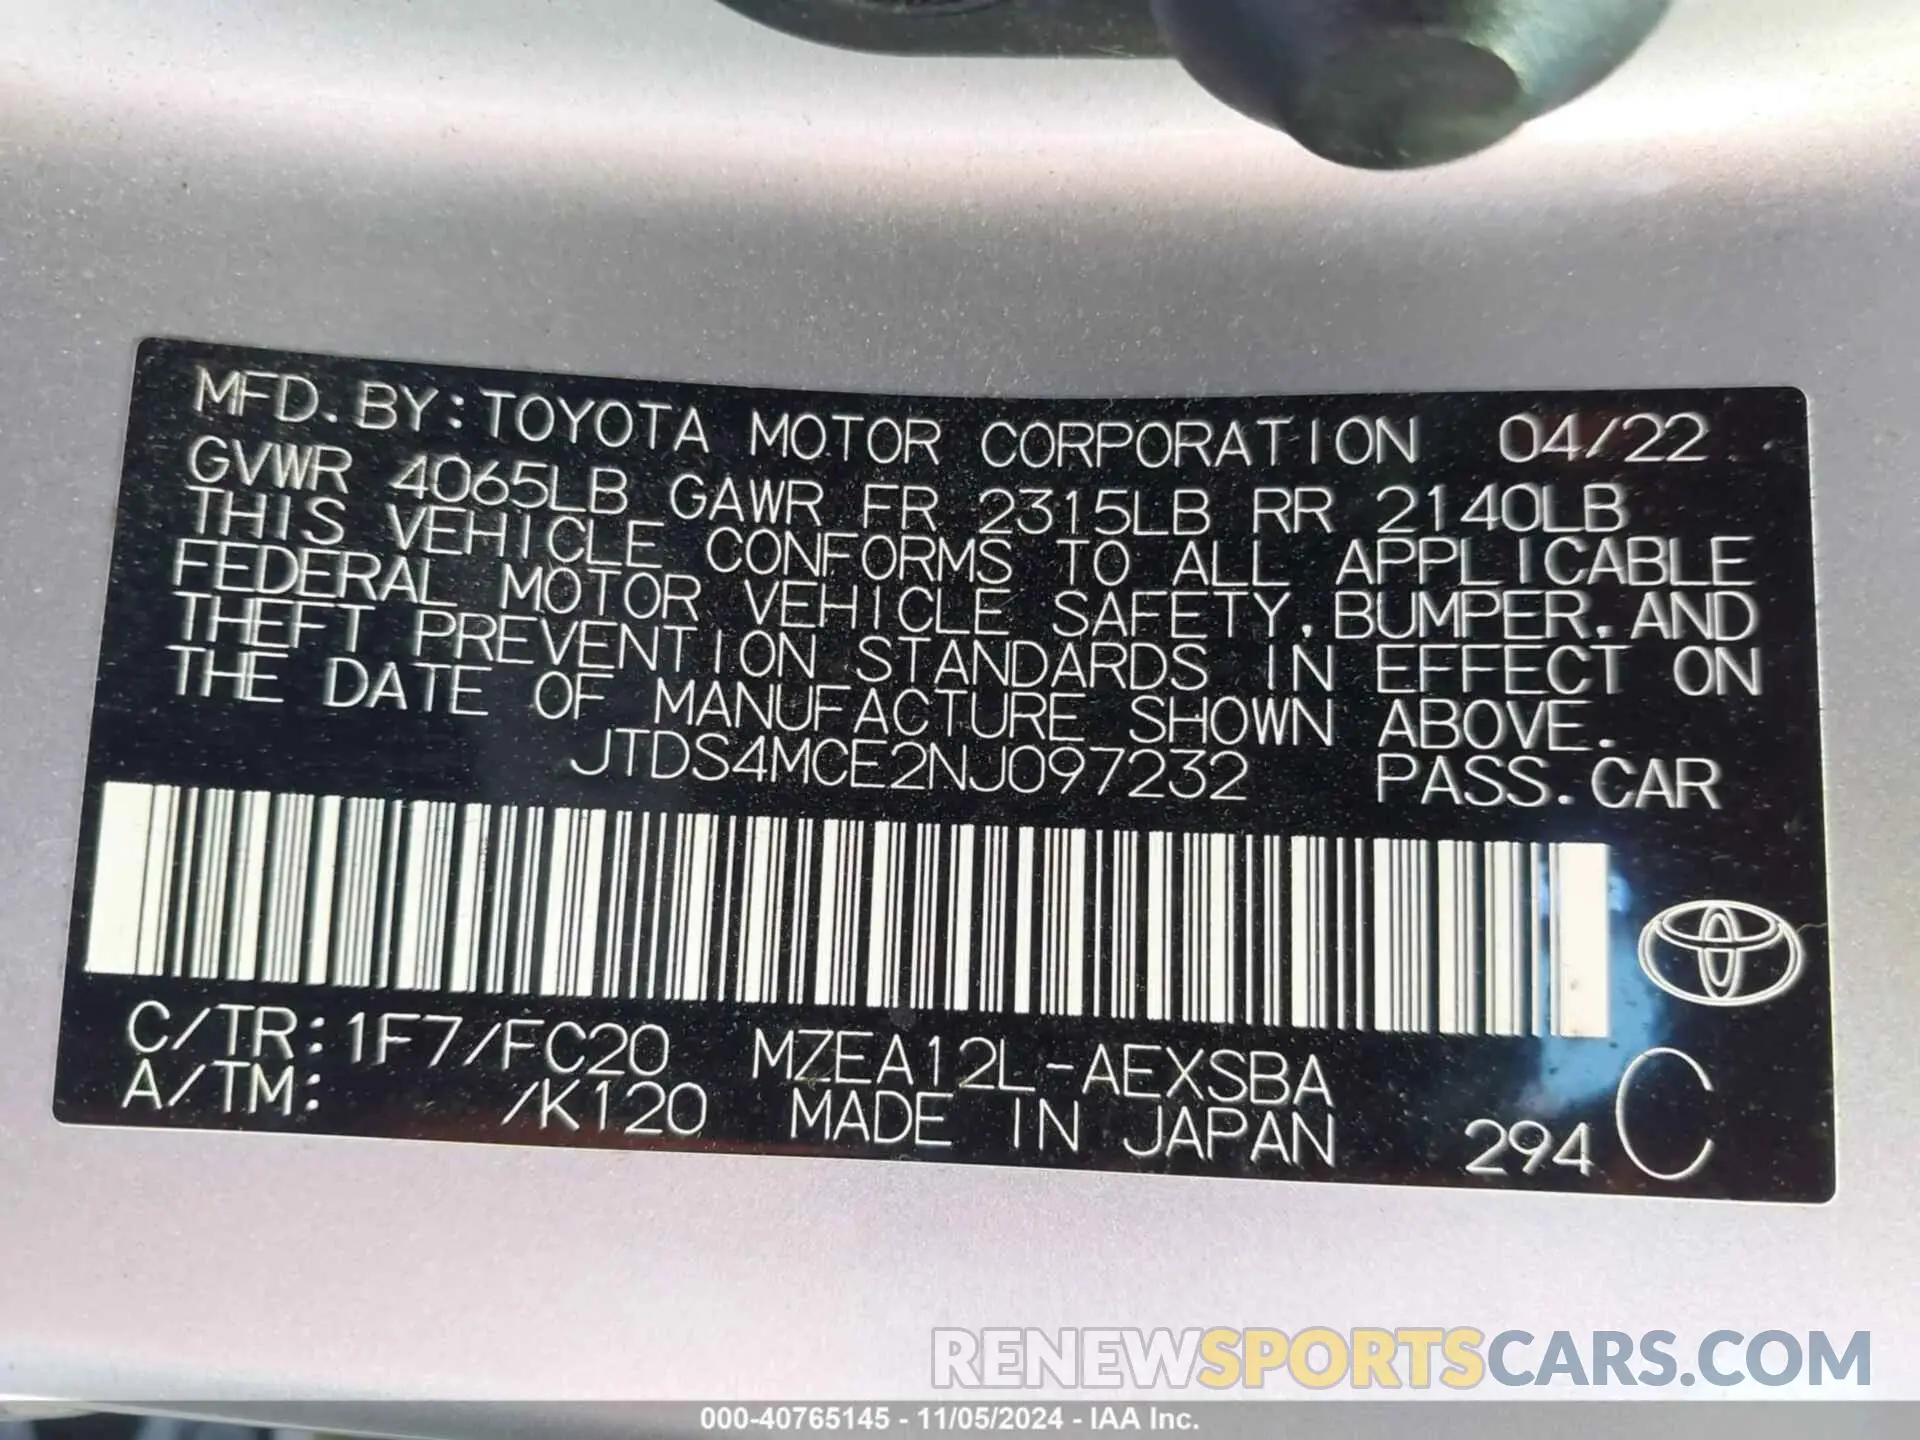 MFD. BY: TOYOTA MOTOR CORPORATION 04/22
GVWR 4065LB GAWR FR 2315LB RR 2140LB
THIS VEHICLE CONFORMS TO ALL APPLICABLE
FEDERAL MOTOR VEHICLE SAFETY, BUMPER, AND
THEFT PREVENTION STANDARDS IN EFFECT ON
THE DATE OF MANUFACTURE SHOWN ABOVE.
JTDS4MCE2NJ097232 PASS. CAR
C/TR: 1F7/FC20 MZEA12L-AEXSBA
A/TM: /K120 MADE IN JAPAN 294 C
RENEWSPORTSCARS.COM
000-40765145 - 11/05/2024 - IAA Inc.